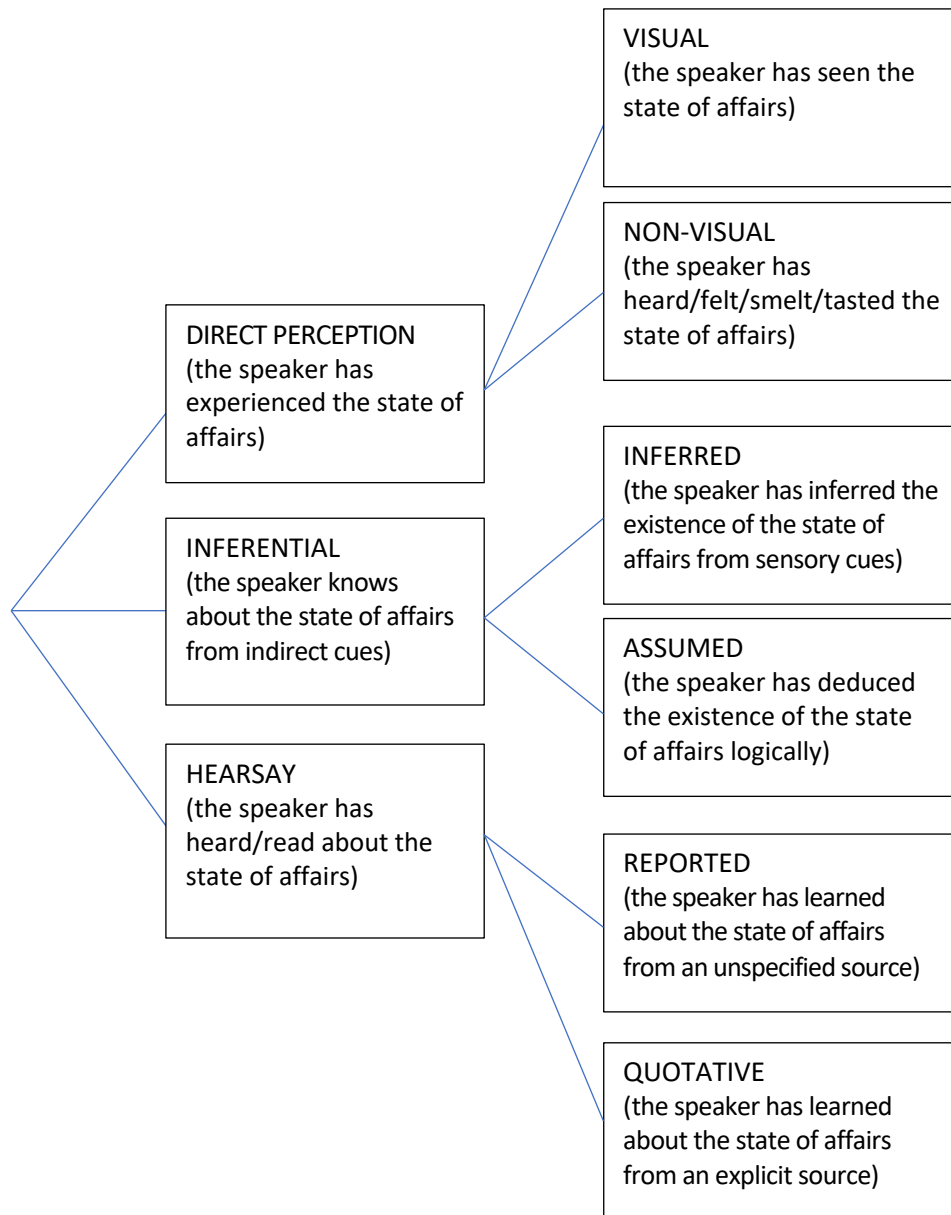 VISUAL
(the speaker has seen the
state of affairs)
NON-VISUAL
(the speaker has
heard/felt/smelt/tasted the
state of affairs)
DIRECT PERCEPTION
(the speaker has
experienced the state of
affairs)
INFERRED
(the speaker has inferred the
existence of the state of
affairs from sensory cues)
INFERENTIAL
(the speaker knows
about the state of affairs
from indirect cues)
ASSUMED
(the speaker has deduced
the existence of the state
of affairs logically)
HEARSAY
(the speaker has
heard/read about the
state of affairs)
REPORTED
(the speaker has learned
about the state of affairs
from an unspecified source)
QUOTATIVE
(the speaker has learned
about the state of affairs
from an explicit source)